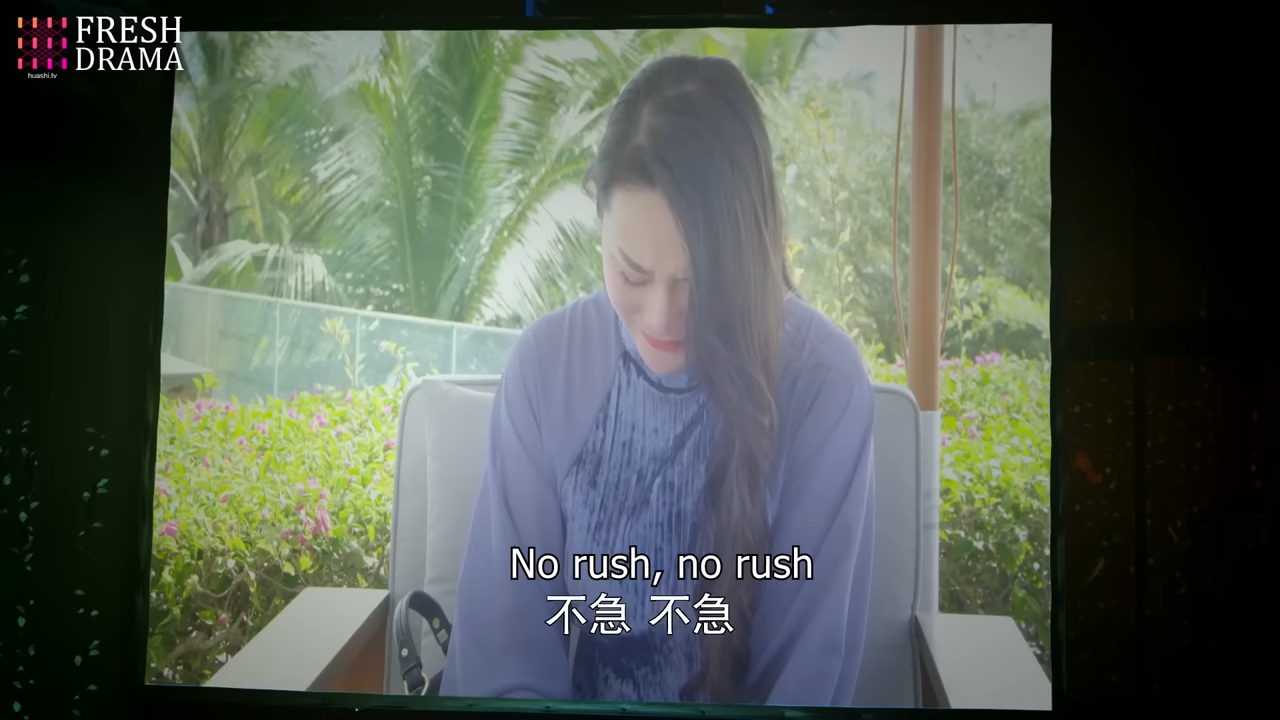 FRESH
DRAMA
huashi.tv
No rush, no rush
不急 不急